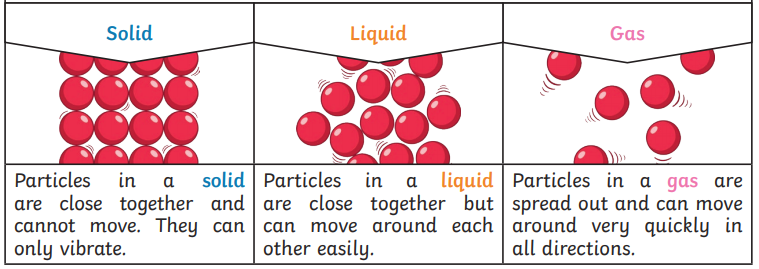 Solid
Liquid
Gas
Particles in a solid
are close together and
cannot move. They can
only vibrate.
Particles in a liquid
are close together but
can move around each
other easily.
Particles in a gas are
spread out and can move
around very quickly in
all directions.